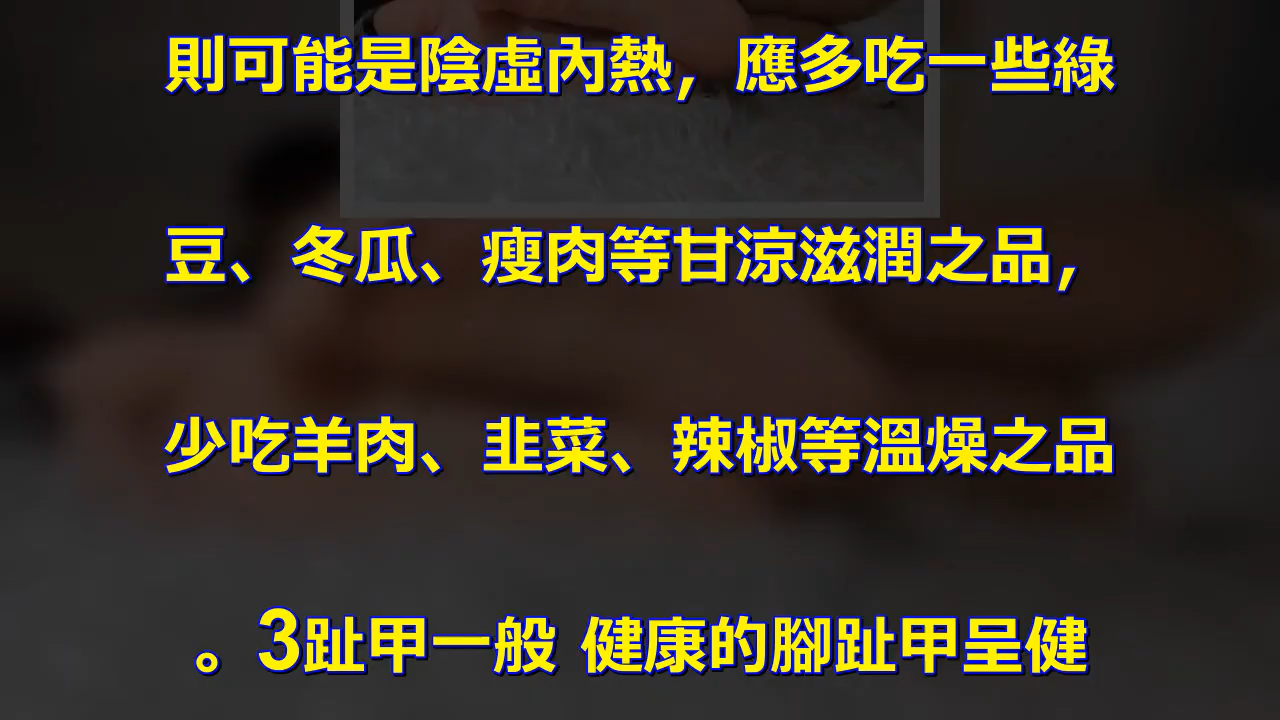 則可能是陰虛內熱，應多吃一些綠
豆、冬瓜、瘦肉等甘涼滋潤之品，
少吃羊肉、韭菜、辣椒等溫燥之品
。3趾甲一般 健康的腳趾甲呈健